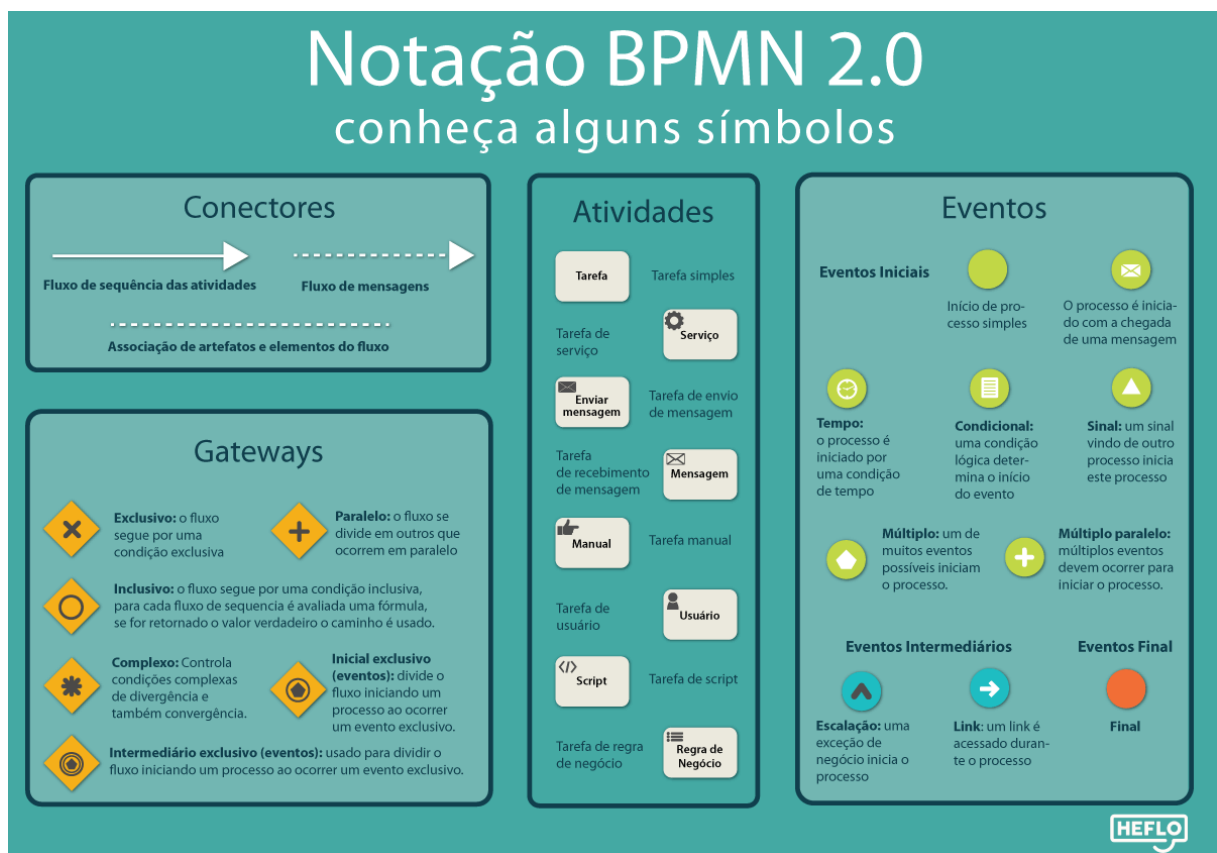 Notação BPMN 2.0
conheça alguns símbolos
Conectores
Fluxo de sequência das atividades
Fluxo de mensagens
Associação de artefatos e elementos do fluxo
Gateways
Exclusivo: o fluxo
segue por uma
condição exclusiva
Paralelo: o fluxo se
divide em outros que
ocorrem em paralelo
Inclusivo: o fluxo segue por uma condição inclusiva,
para cada fluxo de sequencia é avaliada uma fórmula,
se for retornado o valor verdadeiro o caminho é usado.
Complexo: Controla
condições complexas
de divergência e
também convergência.
Inicial exclusivo
(eventos): divide o
fluxo iniciando um
processo ao ocorrer
um evento exclusivo.
Intermediário exclusivo (eventos): usado para dividir o
fluxo iniciando um processo ao ocorrer um evento exclusivo.
Atividades
Tarefa
Tarefa simples
Tarefa de
serviço
Serviço
Enviar
mensagem
Tarefa de envio
de mensagem
Tarefa
de recebimento
de mensagem
Mensagem
Manual
Tarefa manual
Tarefa de
usuário
Usuário
Script
Tarefa de script
Tarefa de regra
de negócio
Regra de
Negócio
Eventos
Eventos Iniciais
Início de pro-
cesso simples
O processo é inicia-
do com a chegada
de uma mensagem
Tempo:
o processo é
iniciado por
uma condição
de tempo
Condicional:
uma condição
lógica deter-
mina o início
do evento
Sinal: um sinal
vindo de outro
processo inicia
este processo
Múltiplo: um de
muitos eventos
possíveis iniciam
o processo.
Múltiplo paralelo:
múltiplos eventos
devem ocorrer para
iniciar o processo.
Eventos Intermediários
Eventos Final
Escalação: uma
exceção de
negócio inicia o
processo
Link: um link é
acessado duran-
te o processo
Final
HEFLO